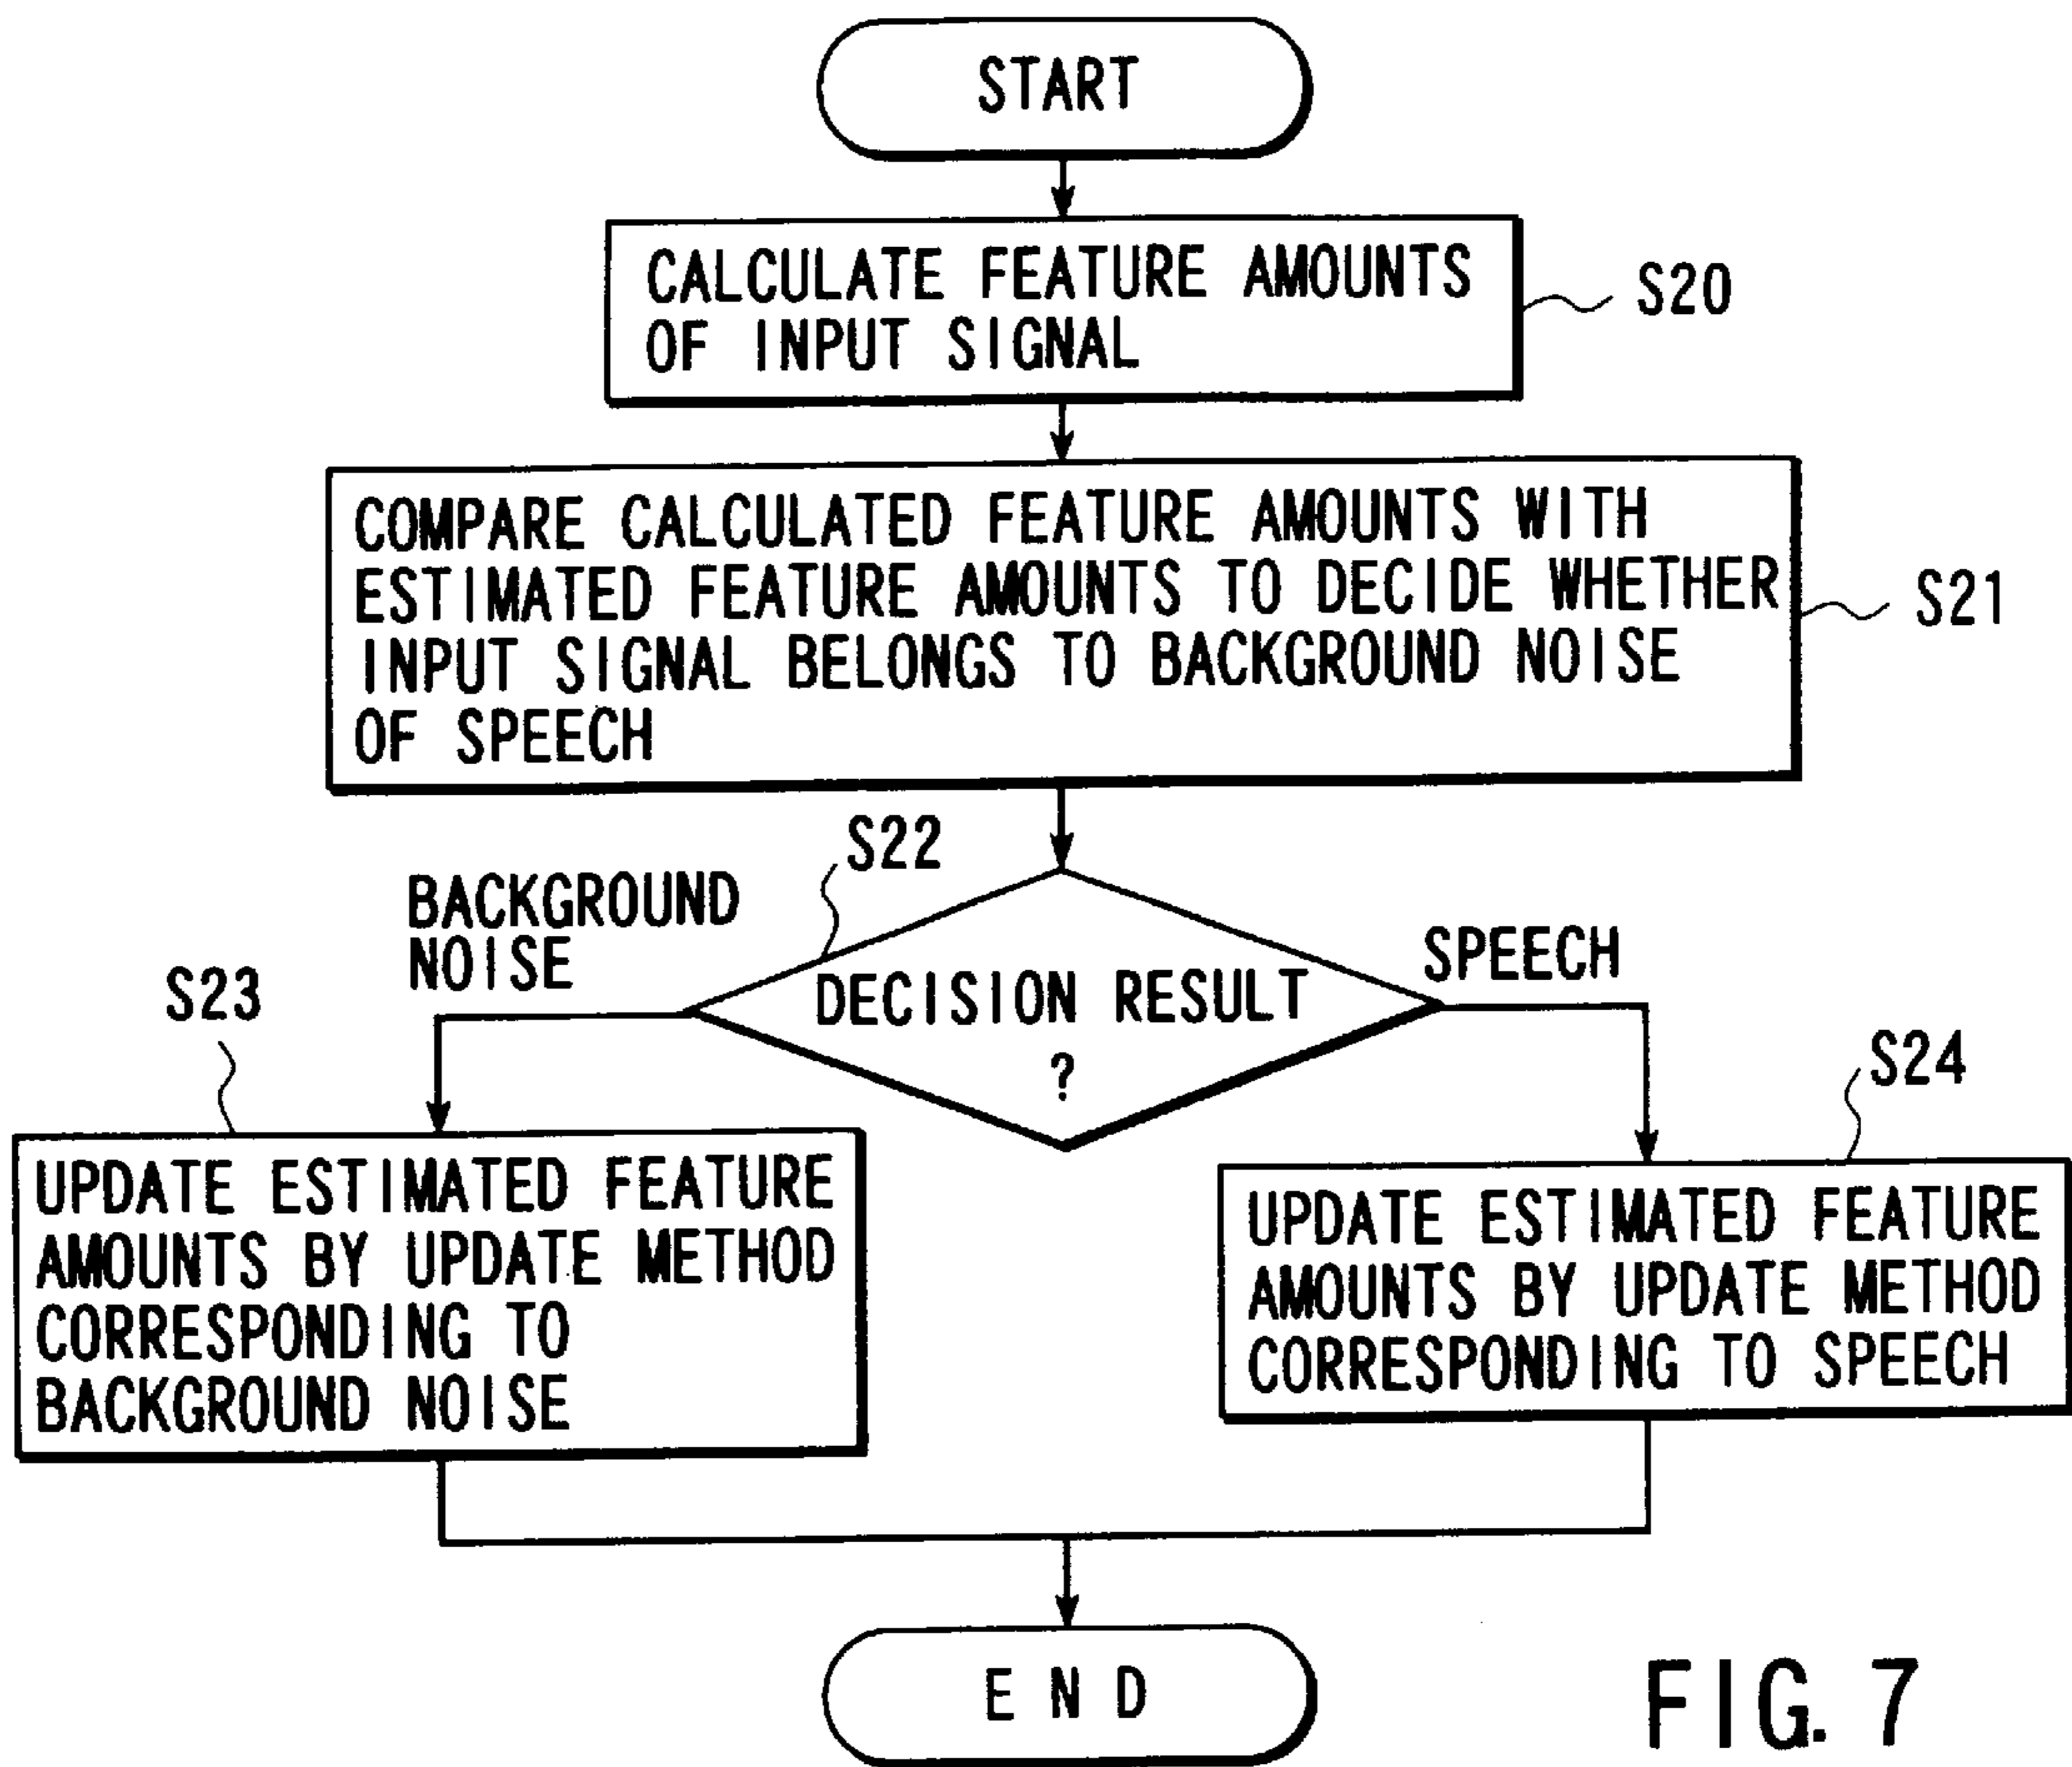 START
CALCULATE FEATURE AMOUNTS
OF INPUT SIGNAL
S20
COMPARE CALCULATED FEATURE AMOUNTS WITH
ESTIMATED FEATURE AMOUNTS TO DECIDE WHETHER
INPUT SIGNAL BELONGS TO BACKGROUND NOISE
OF SPEECH
S21
S22
BACKGROUND
NOISE
DECISION RESULT
?
SPEECH
S23
UPDATE ESTIMATED FEATURE
AMOUNTS BY UPDATE METHOD
CORRESPONDING TO
BACKGROUND NOISE
S24
UPDATE ESTIMATED FEATURE
AMOUNTS BY UPDATE METHOD
CORRESPONDING TO SPEECH
END
FIG. 7